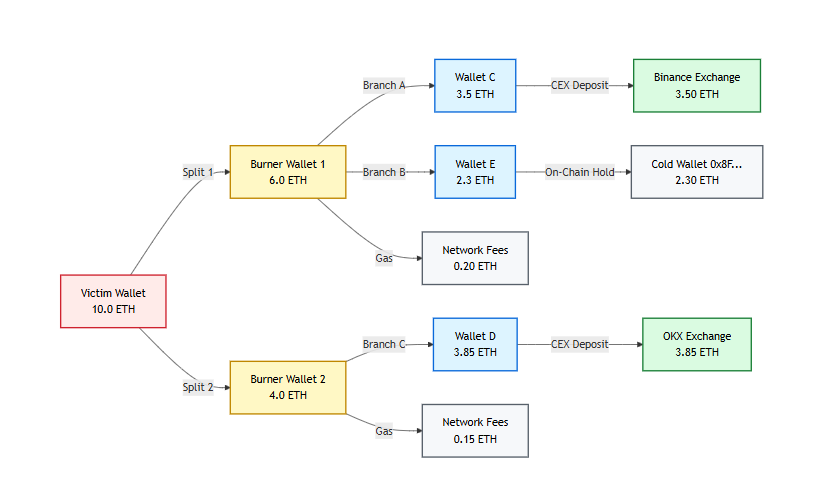 Branch A
Wallet C
3.5 ETH
CEX Deposit
Binance Exchange
3.50 ETH
Split 1
Burner Wallet 1
6.0 ETH
Branch B
Wallet E
2.3 ETH
On-Chain Hold
Cold Wallet 0x8F...
2.30 ETH
Gas
Network Fees
0.20 ETH
Victim Wallet
10.0 ETH
Split 2
Burner Wallet 2
4.0 ETH
Branch C
Wallet D
3.85 ETH
CEX Deposit
OKX Exchange
3.85 ETH
Gas
Network Fees
0.15 ETH